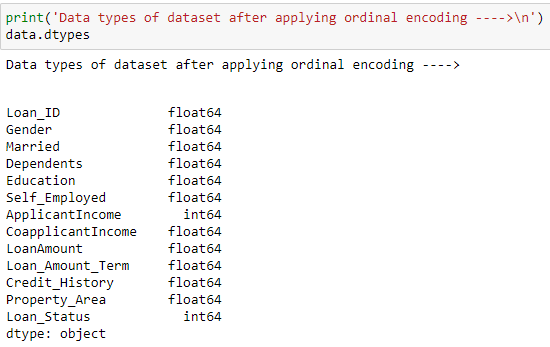 print('Data types of dataset after applying ordinal encoding ---->\n')
data.dtypes
Data types of dataset after applying ordinal encoding ---->
Loan_ID float64
Gender float64
Married float64
Dependents float64
Education float64
Self_Employed float64
ApplicantIncome int64
CoapplicantIncome float64
LoanAmount float64
Loan_Amount_Term float64
Credit_History float64
Property_Area float64
Loan_Status int64
dtype: object